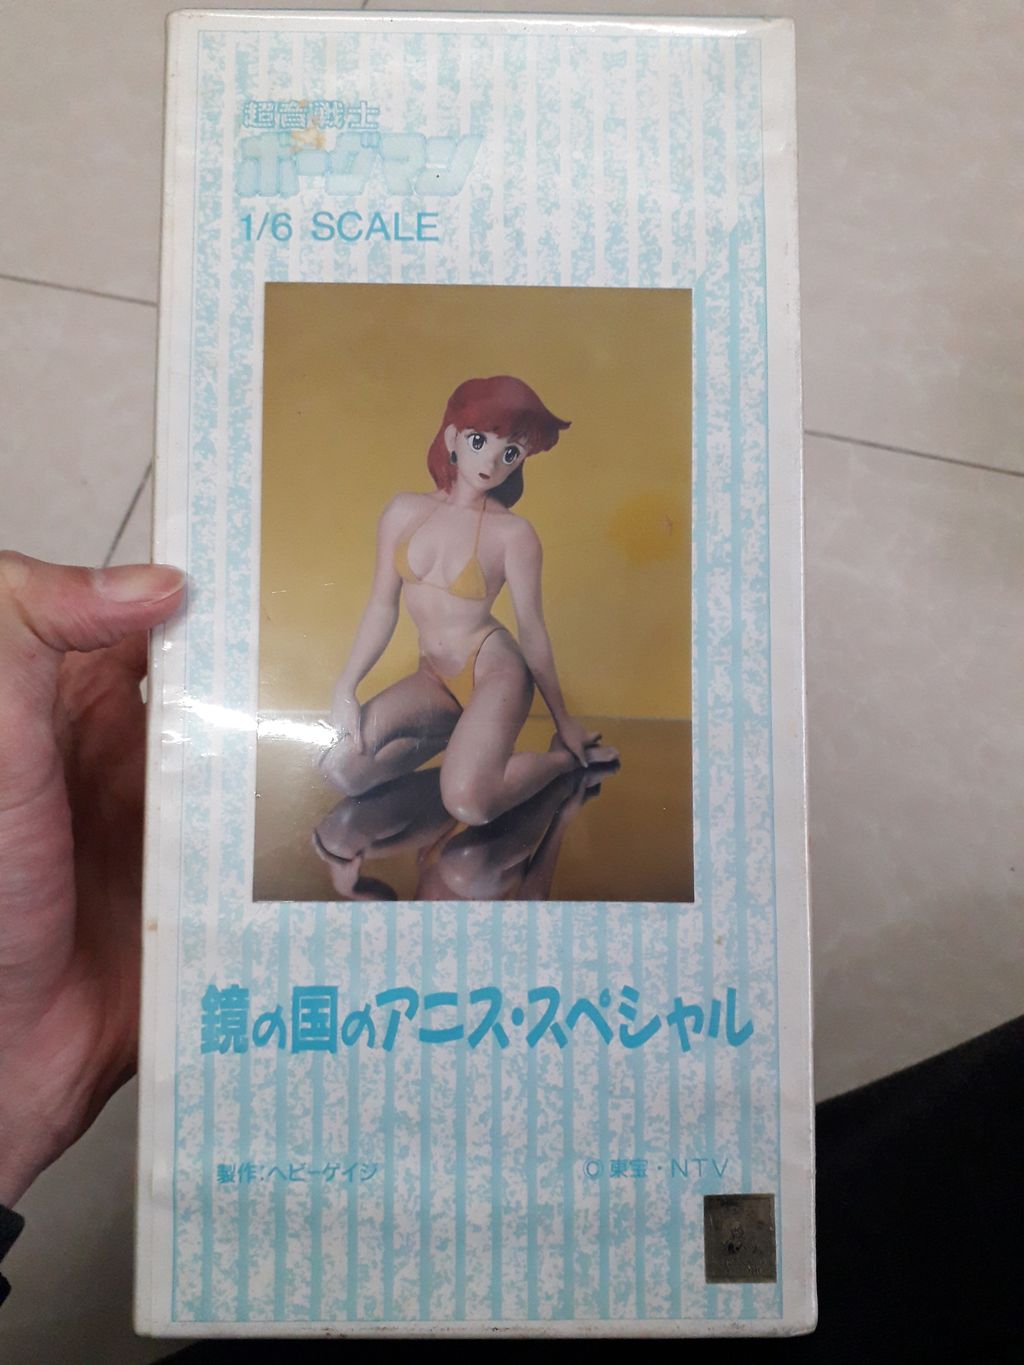 超音戦士
ボーグマン
1/6 SCALE
鏡の国のアニス・スペシャル
製作:ヘビーゲイジ
©東宝・NTV